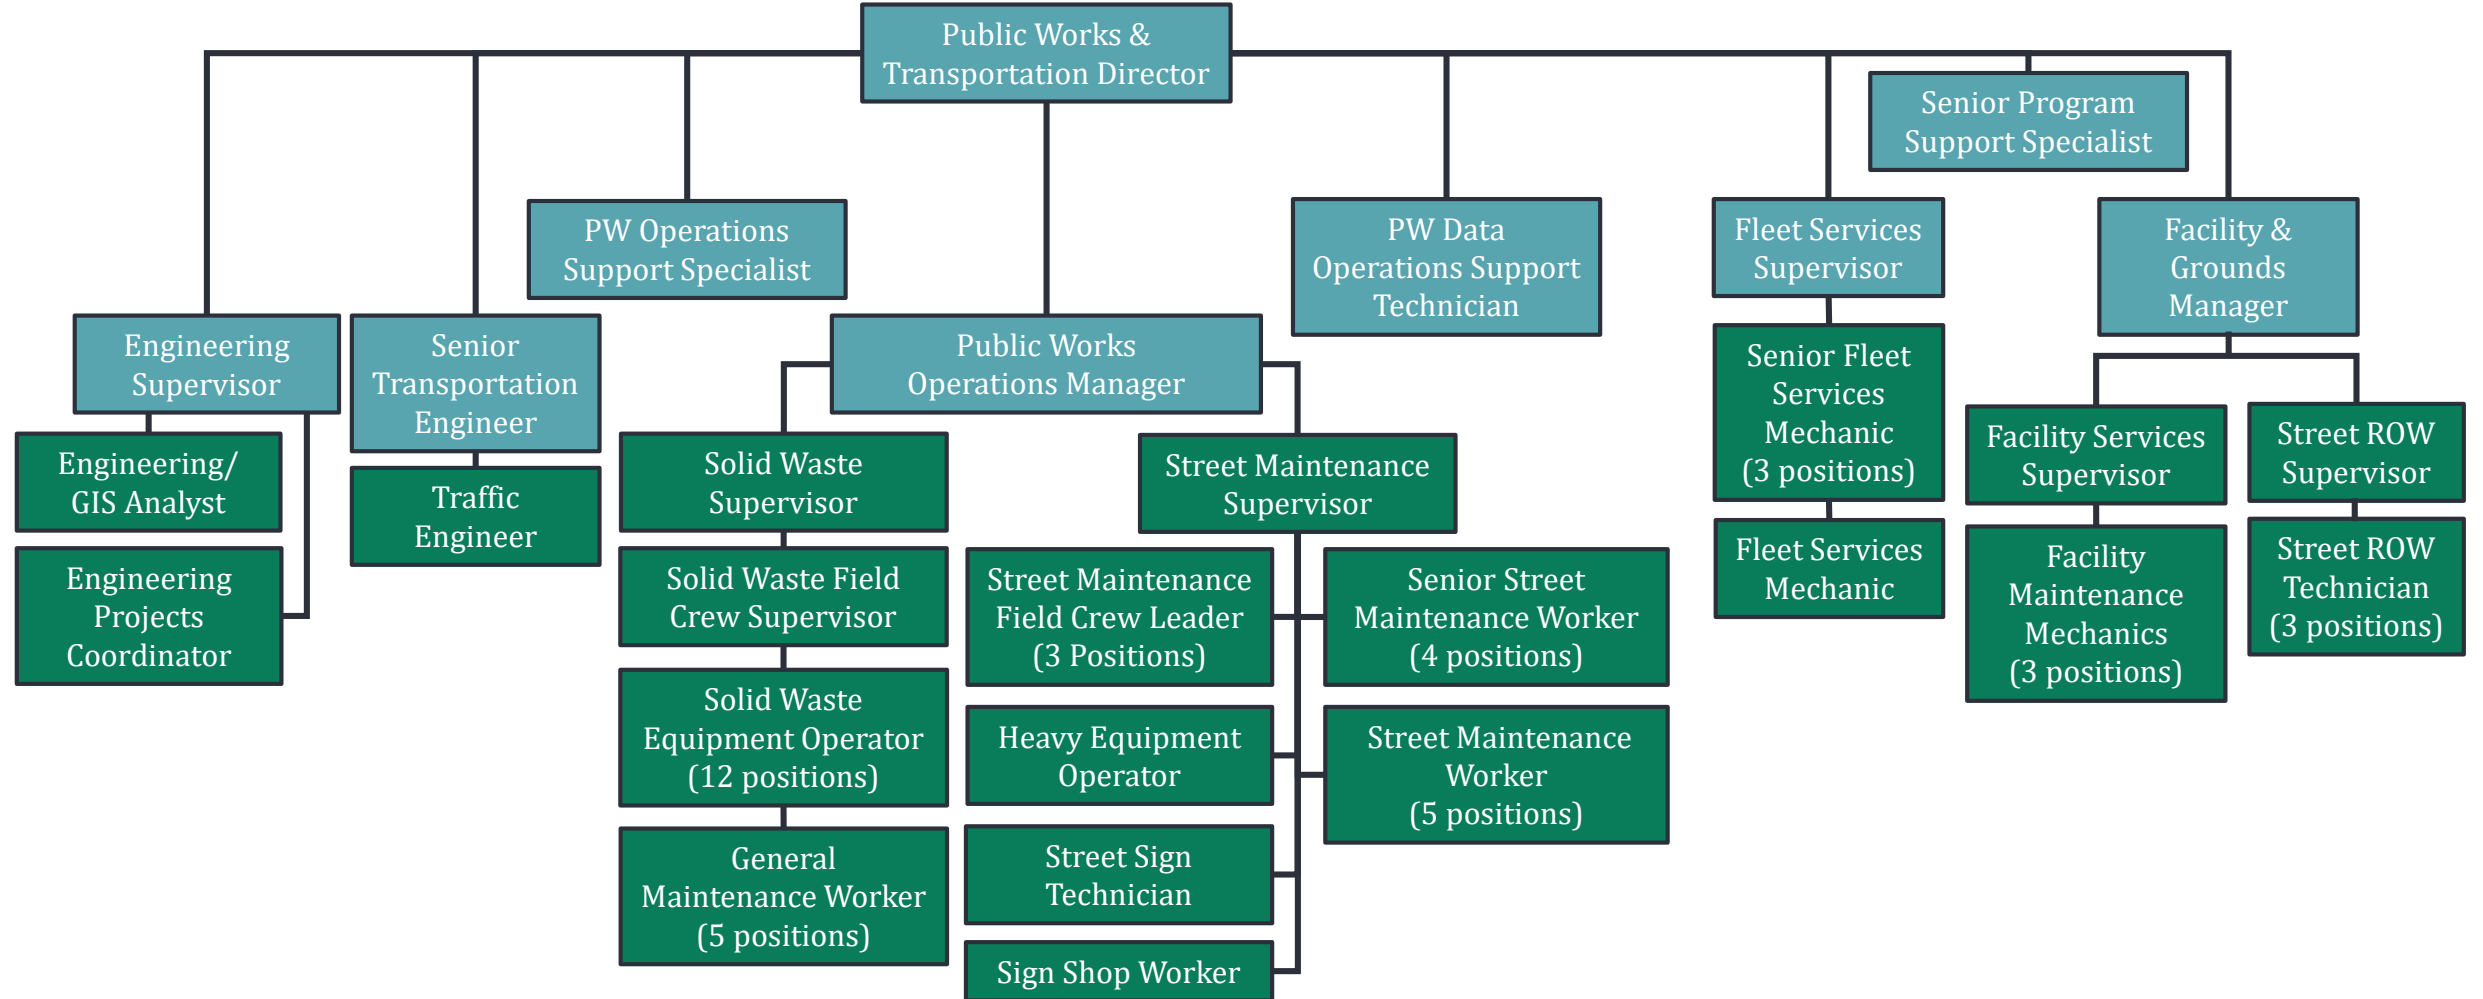 Public Works &
Transportation Director
Senior Program
Support Specialist
PW Operations
Support Specialist
PW Data
Operations Support
Technician
Fleet Services
Supervisor
Facility &
Grounds
Manager
Engineering
Supervisor
Senior
Transportation
Engineer
Public Works
Operations Manager
Engineering/
GIS Analyst
Engineering
Projects
Coordinator
Traffic
Engineer
Solid Waste
Supervisor
Solid Waste Field
Crew Supervisor
Solid Waste
Equipment Operator
(12 positions)
General
Maintenance Worker
(5 positions)
Street Maintenance
Supervisor
Street Maintenance
Field Crew Leader
(3 Positions)
Senior Street
Maintenance Worker
(4 positions)
Heavy Equipment
Operator
Street Maintenance
Worker
(5 positions)
Street Sign
Technician
Sign Shop Worker
Senior Fleet
Services
Mechanic
(3 positions)
Fleet Services
Mechanic
Facility Services
Supervisor
Facility
Maintenance
Mechanics
(3 positions)
Street ROW
Supervisor
Street ROW
Technician
(3 positions)